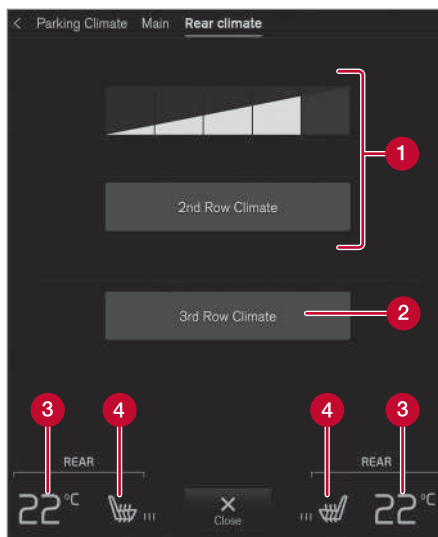 < Parking Climate Main Rear climate
1
2nd Row Climate
3rd Row Climate
2
3 4 4 3
REAR REAR
22°C 22°C
Close